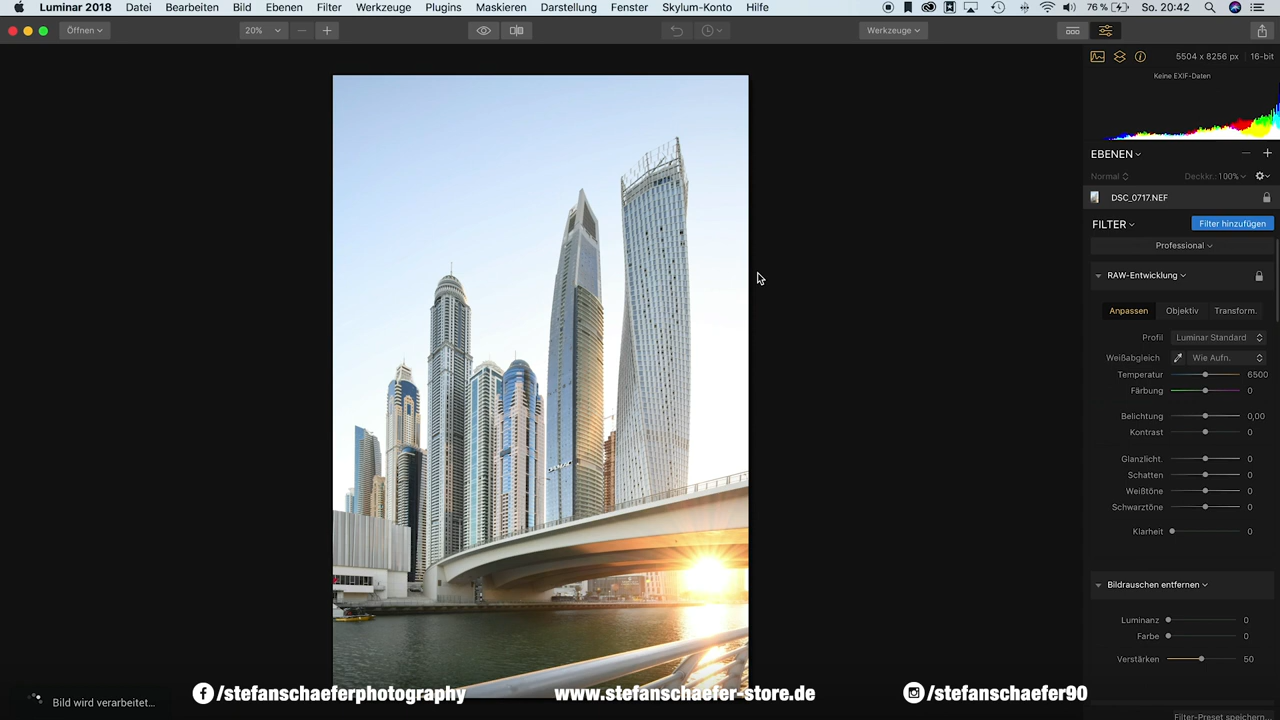 Luminar 2018 Datei Bearbeiten Bild Ebenen Filter Werkzeuge Plugins Maskieren Darstellung Fenster Skylum-Konto Hilfe 76 % So. 20:42
Öffnen 20% Werkzeuge
5504 x 8256 px 16-bit
Keine EXIF-Daten
EBENEN
Normal Deckkr.: 100%
DSC_0717.NEF
FILTER Filter hinzufügen
Professional
RAW-Entwicklung
Anpassen Objektiv Transform.
Profil Luminar Standard
Weißabgleich Wie Aufn.
Temperatur 6500
Färbung 0
Belichtung 0,00
Kontrast 0
Glanzlicht. 0
Schatten 0
Weißtöne 0
Schwarztöne 0
Klarheit 0
Bildrauschen entfernen
Luminanz 0
Farbe 0
Verstärken 50
Bild wird verarbeitet...
/stefanschaeferphotography www.stefanschaefer-store.de /stefanschaefer90
Filter-Preset speichern...